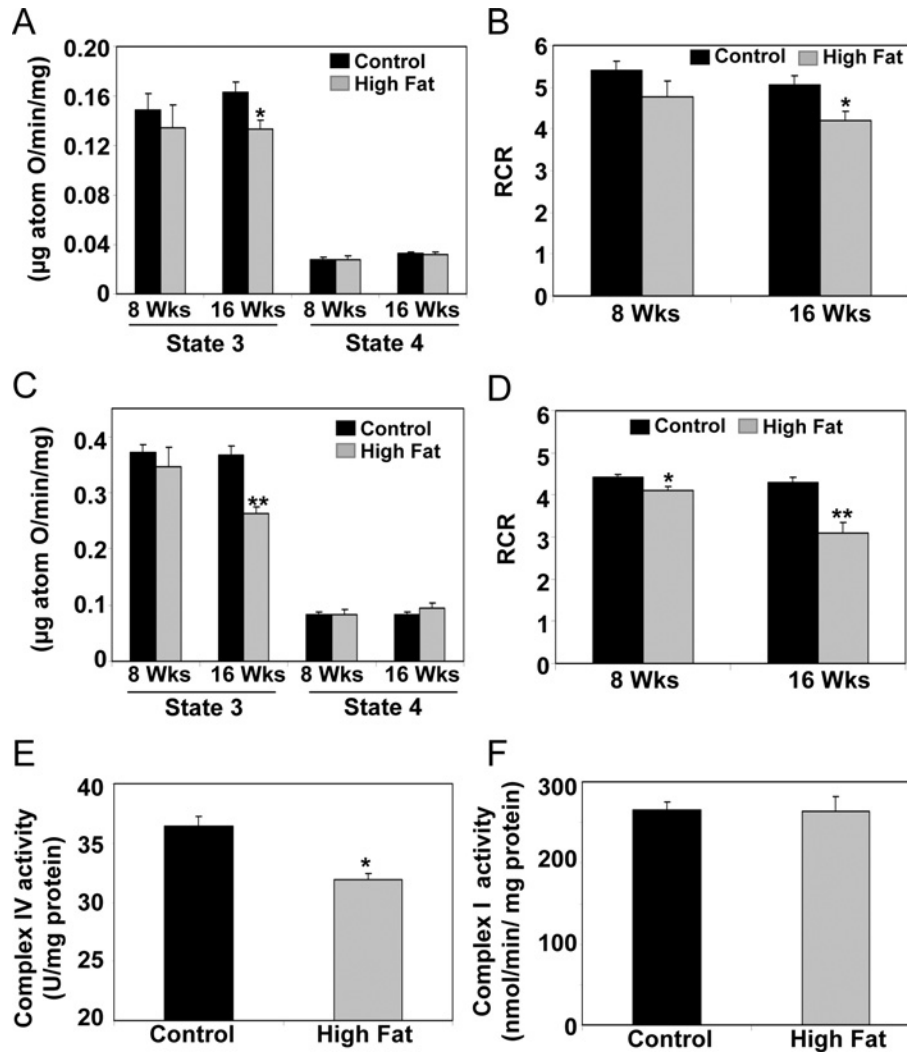 A
(µg atom O/min/mg)
0.20
0.16
0.12
0.08
0.04
0
Control
High Fat
*
8 Wks 16 Wks 8 Wks 16 Wks
State 3 State 4
B
RCR
6
5
4
3
2
1
0
Control High Fat
*
8 Wks 16 Wks
C
(µg atom O/min/mg)
0.4
0.3
0.2
0.1
0
Control
High Fat
**
8 Wks 16 Wks 8 Wks 16 Wks
State 3 State 4
D
RCR
6
5
4
3
2
1
0
Control High Fat
*
**
8 Wks 16 Wks
E
Complex IV activity
(U/mg protein)
40
35
30
25
20
*
Control High Fat
F
Complex I activity
(nmol/min/ mg protein)
300
200
100
0
Control High Fat